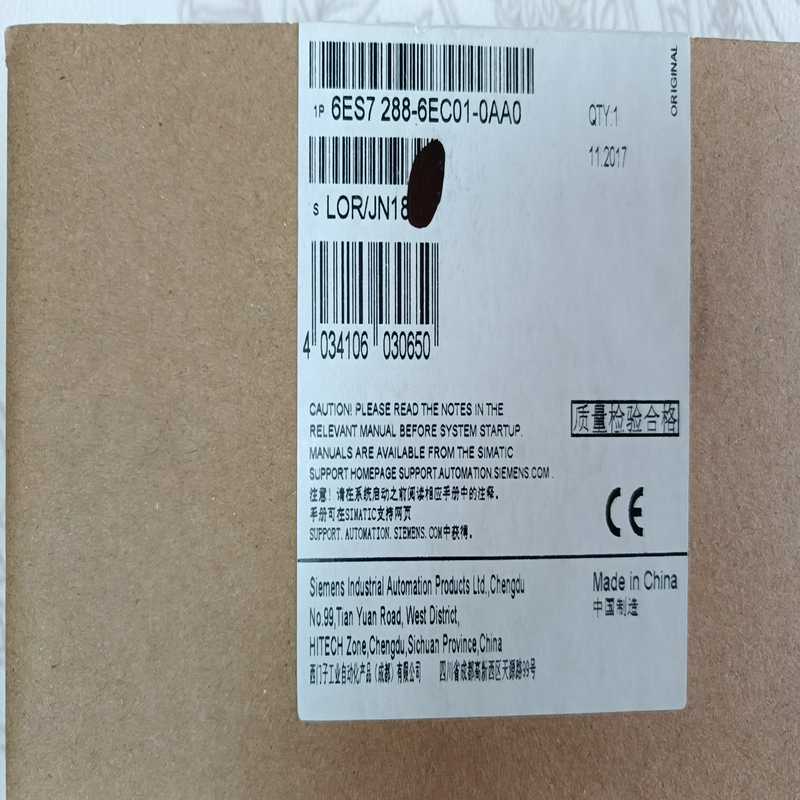 1P 6ES7 288-6EC01-0AA0
QTY:1
ORIGINAL
11.2017
S LOR/JN18
4 034106 030650
CAUTION! PLEASE READ THE NOTES IN THE
RELEVANT MANUAL BEFORE SYSTEM STARTUP.
MANUALS ARE AVAILABLE FROM THE SIMATIC
SUPPORT HOMEPAGE SUPPORT.AUTOMATION.SIEMENS.COM .
注意! 请在系统启动之前阅读相应手册中的注释。
手册可在SIMATIC支持网页
SUPPORT.AUTOMATION.SIEMENS.COM中获得。
质量检验合格
CE
Siemens Industrial Automation Products Ltd.,Chengdu
No.99,Tian Yuan Road, West District,
HITECH Zone,Chengdu,Sichuan Province,China
西门子工业自动化产品（成都）有限公司 四川省成都高新西区天源路99号
Made in China
中国制造